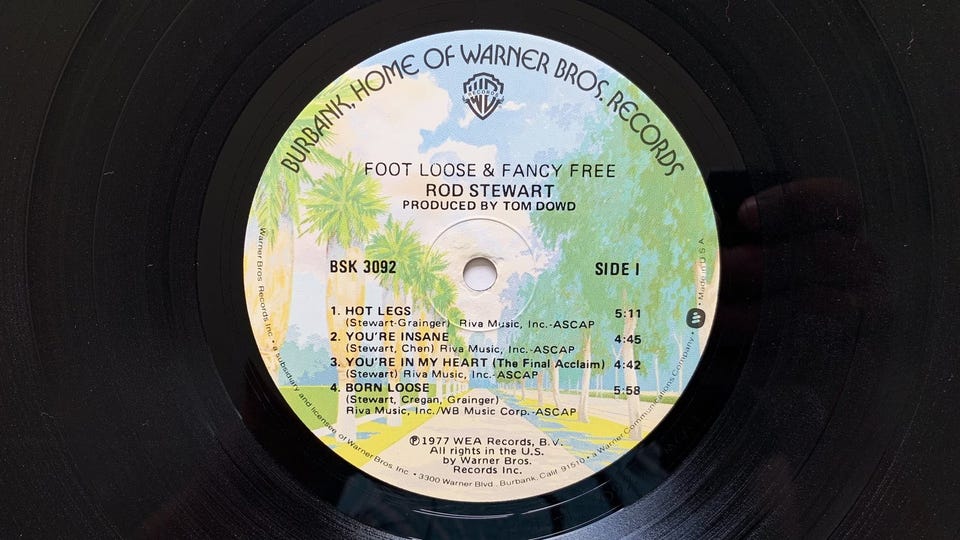 BURBANK, HOME OF WARNER BROS. RECORDS
RECORDS
FOOT LOOSE & FANCY FREE
ROD STEWART
PRODUCED BY TOM DOWD
BSK 3092
SIDE I
1. HOT LEGS 5:11
(Stewart-Grainger) Riva Music, Inc.-ASCAP
2. YOU'RE INSANE 4:45
(Stewart, Chen) Riva Music, Inc.-ASCAP
3. YOU'RE IN MY HEART (The Final Acclaim) 4:42
(Stewart) Riva Music, Inc.-ASCAP
4. BORN LOOSE 5:58
(Stewart, Cregan, Grainger)
Riva Music, Inc./WB Music Corp.-ASCAP
℗1977 WEA Records, B.V.
All rights in the U.S.
by Warner Bros.
Records Inc.
Warner Bros. Records Inc. • a subsidiary and licensee of Warner Bros. Inc. • 3300 Warner Blvd., Burbank, Calif. 91510 • a Warner Communications Company • Made in U.S.A.